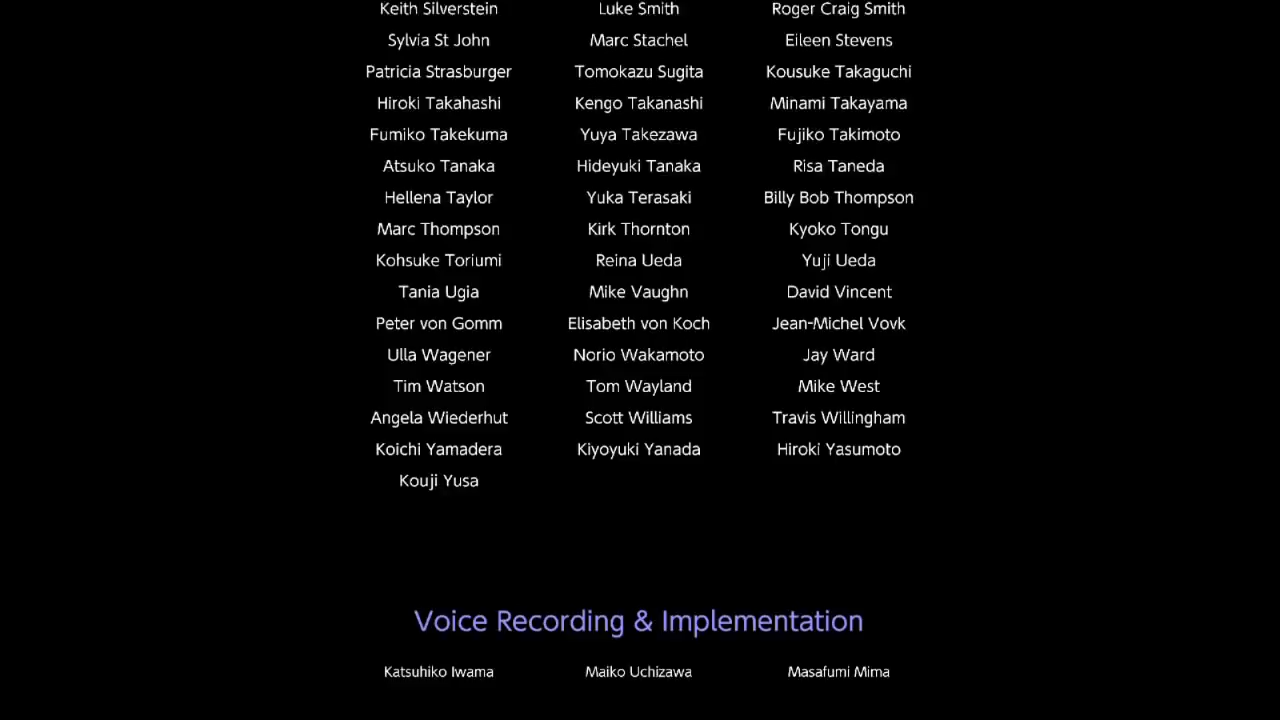 Keith Silverstein Luke Smith Roger Craig Smith
Sylvia St John Marc Stachel Eileen Stevens
Patricia Strasburger Tomokazu Sugita Kousuke Takaguchi
Hiroki Takahashi Kengo Takanashi Minami Takayama
Fumiko Takekuma Yuya Takezawa Fujiko Takimoto
Atsuko Tanaka Hideyuki Tanaka Risa Taneda
Hellena Taylor Yuka Terasaki Billy Bob Thompson
Marc Thompson Kirk Thornton Kyoko Tongu
Kohsuke Toriumi Reina Ueda Yuji Ueda
Tania Ugia Mike Vaughn David Vincent
Peter von Gomm Elisabeth von Koch Jean-Michel Vovk
Ulla Wagener Norio Wakamoto Jay Ward
Tim Watson Tom Wayland Mike West
Angela Wiederhut Scott Williams Travis Willingham
Koichi Yamadera Kiyoyuki Yanada Hiroki Yasumoto
Kouji Yusa
Voice Recording & Implementation
Katsuhiko Iwama Maiko Uchizawa Masafumi Mima